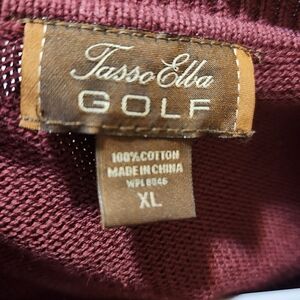 Tasso Elba
GOLF
100% COTTON
MADE IN CHINA
WPL 8046
XL